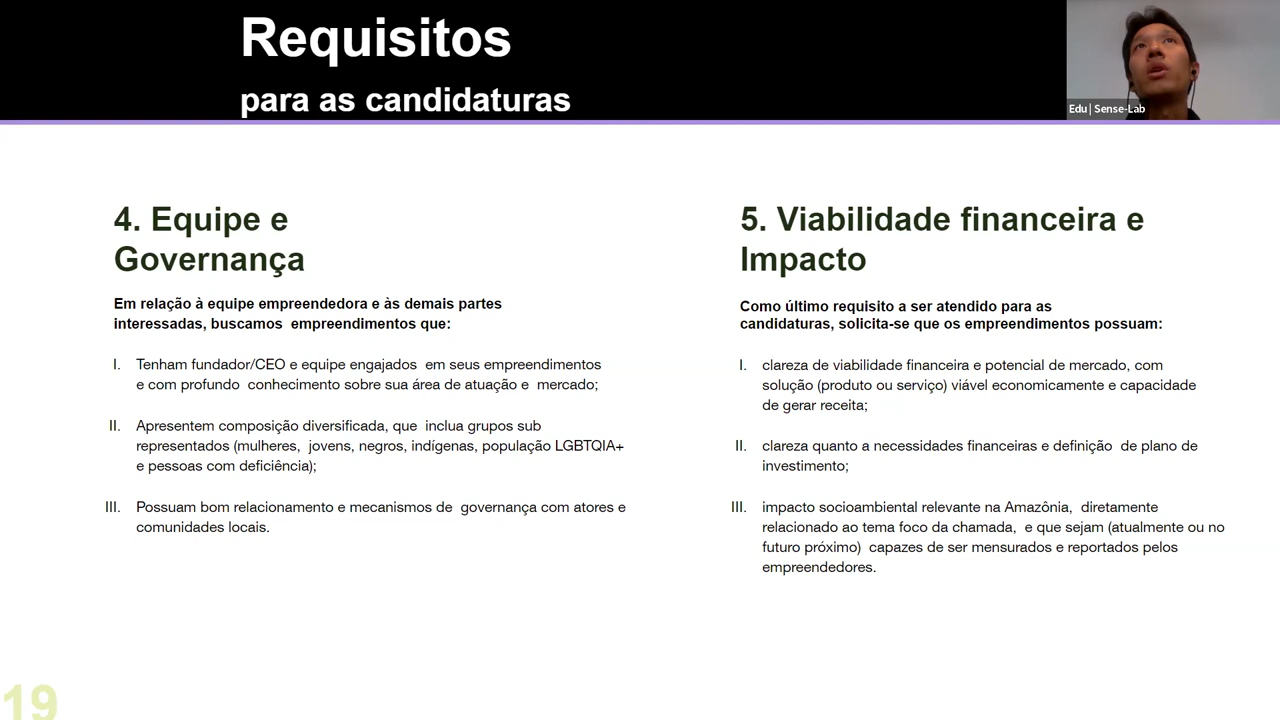 Requisitos
para as candidaturas
Edu | Sense-Lab
4. Equipe e
Governança
Em relação à equipe empreendedora e às demais partes
interessadas, buscamos empreendimentos que:
I. Tenham fundador/CEO e equipe engajados em seus empreendimentos
e com profundo conhecimento sobre sua área de atuação e mercado;
II. Apresentem composição diversificada, que inclua grupos sub
representados (mulheres, jovens, negros, indígenas, população LGBTQIA+
e pessoas com deficiência);
III. Possuam bom relacionamento e mecanismos de governança com atores e
comunidades locais.
5. Viabilidade financeira e
Impacto
Como último requisito a ser atendido para as
candidaturas, solicita-se que os empreendimentos possuam:
I. clareza de viabilidade financeira e potencial de mercado, com
solução (produto ou serviço) viável economicamente e capacidade
de gerar receita;
II. clareza quanto a necessidades financeiras e definição de plano de
investimento;
III. impacto socioambiental relevante na Amazônia, diretamente
relacionado ao tema foco da chamada, e que sejam (atualmente ou no
futuro próximo) capazes de ser mensurados e reportados pelos
empreendedores.
19